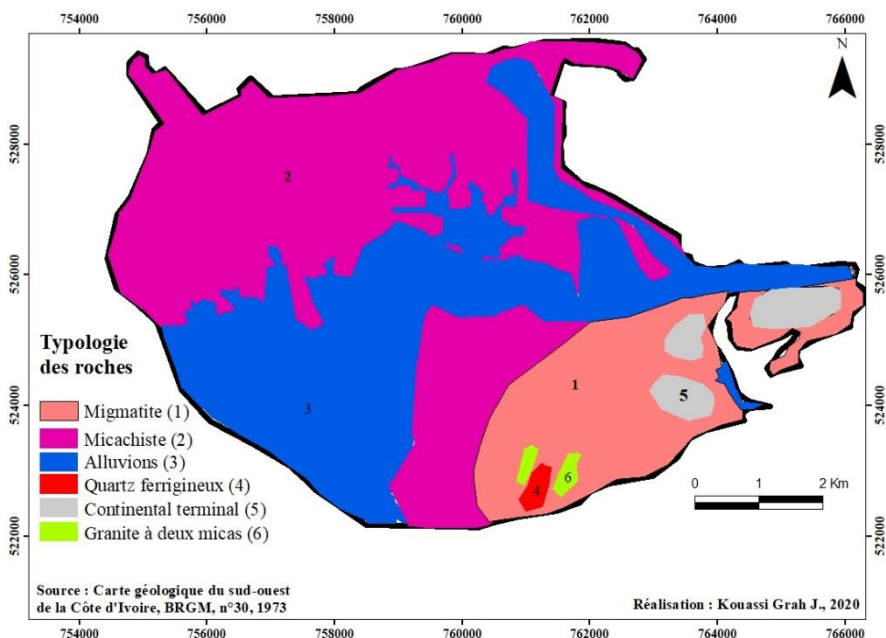 754000 756000 758000 760000 762000 764000 766000
N
528000 528000
2
526000 526000
Typologie
des roches
1
524000 524000
5
3
Migmatite (1)
Micachiste (2)
Alluvions (3)
Quartz ferrigineux (4)
Continental terminal (5)
Granite à deux micas (6)
6
4
0 1 2 Km
522000 522000
Source : Carte géologique du sud-ouest
de la Côte d'Ivoire, BRGM, n°30, 1973
Réalisation : Kouassi Grah J., 2020
754000 756000 758000 760000 762000 764000 766000